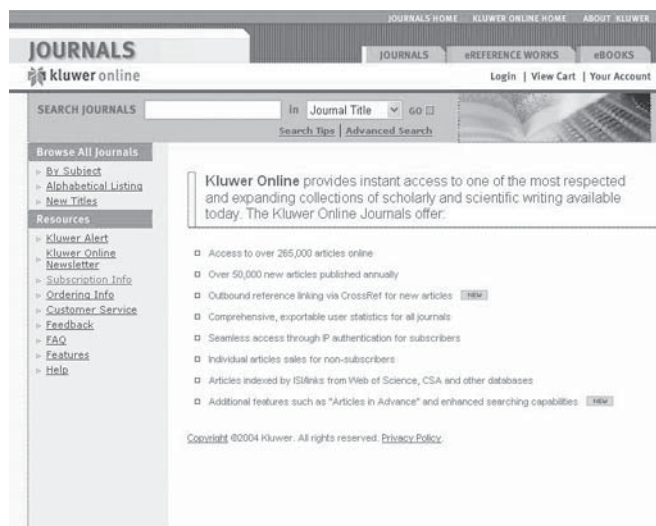 JOURNALS HOME KLUWER ONLINE HOME ABOUT KLUWER
JOURNALS
JOURNALS eREFERENCE WORKS eBOOKS
kluwer online
Login | View Cart | Your Account
SEARCH JOURNALS in Journal Title GO
Search Tips | Advanced Search
Browse All Journals
By Subject
Alphabetical Listing
New Titles
Resources
Kluwer Alert
Kluwer Online
Newsletter
Subscription Info
Ordering Info
Customer Service
Feedback
FAQ
Features
Help
Kluwer Online provides instant access to one of the most respected
and expanding collections of scholarly and scientific writing available
today. The Kluwer Online Journals offer:
Access to over 265,000 articles online
Over 50,000 new articles published annually
Outbound reference linking via CrossRef for new articles NEW
Comprehensive, exportable user statistics for all journals
Seamless access through IP authentication for subscribers
Individual articles sales for non-subscribers
Articles indexed by ISI/links from Web of Science, CSA and other databases
Additional features such as "Articles in Advance" and enhanced searching capabilities NEW
Copyright ©2004 Kluwer. All rights reserved. Privacy Policy.